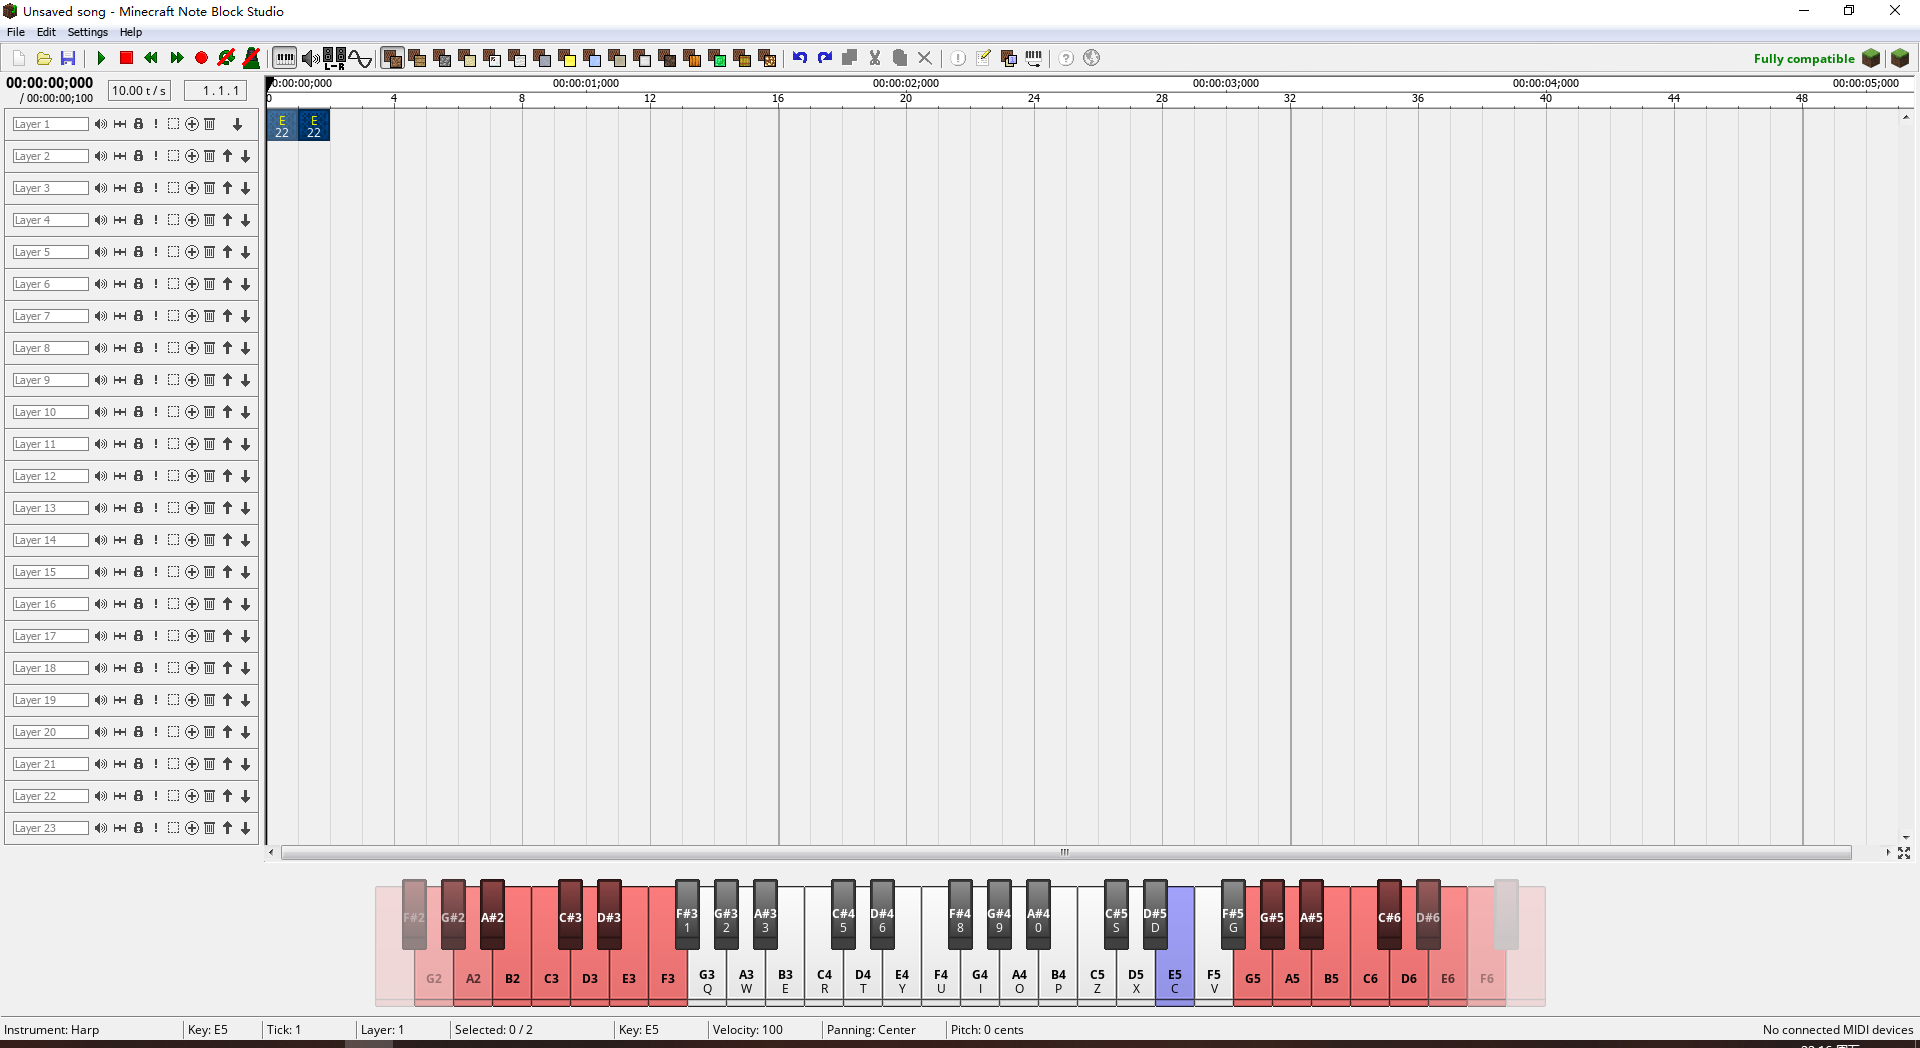 Unsaved song - Minecraft Note Block Studio
File Edit Settings Help
L-R
Fully compatible
00:00:00;000
/ 00:00:00;100
10.00 t / s
1 . 1 . 1
0:00:00;000 00:00:01;000 00:00:02;000 00:00:03;000 00:00:04;000 00:00:05;000
0 4 8 12 16 20 24 28 32 36 40 44 48
E E
22 22
Layer 1
Layer 2
Layer 3
Layer 4
Layer 5
Layer 6
Layer 7
Layer 8
Layer 9
Layer 10
Layer 11
Layer 12
Layer 13
Layer 14
Layer 15
Layer 16
Layer 17
Layer 18
Layer 19
Layer 20
Layer 21
Layer 22
Layer 23
F#2 G#2 A#2 C#3 D#3 F#3 G#3 A#3 C#4 D#4 F#4 G#4 A#4 C#5 D#5 F#5 G#5 A#5 C#6 D#6
1 2 3 5 6 8 9 0 S D G
G2 A2 B2 C3 D3 E3 F3 G3 A3 B3 C4 D4 E4 F4 G4 A4 B4 C5 D5 E5 F5 G5 A5 B5 C6 D6 E6 F6
Q W E R T Y U I O P Z X C V
Instrument: Harp Key: E5 Tick: 1 Layer: 1 Selected: 0 / 2 Key: E5 Velocity: 100 Panning: Center Pitch: 0 cents No connected MIDI devices